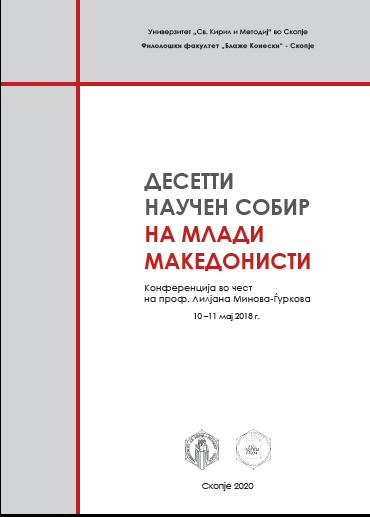 Универзитет „Св. Кирил и Методиј“ во Скопје
Филолошки факултет „Блаже Конески“ - Скопје
ДЕСЕТТИ
НАУЧЕН СОБИР
НА МЛАДИ
МАКЕДОНИСТИ
Конференција во чест
на проф. Лилјана Минова-Ѓуркова
10 –11 мај 2018 г.
Скопје 2020